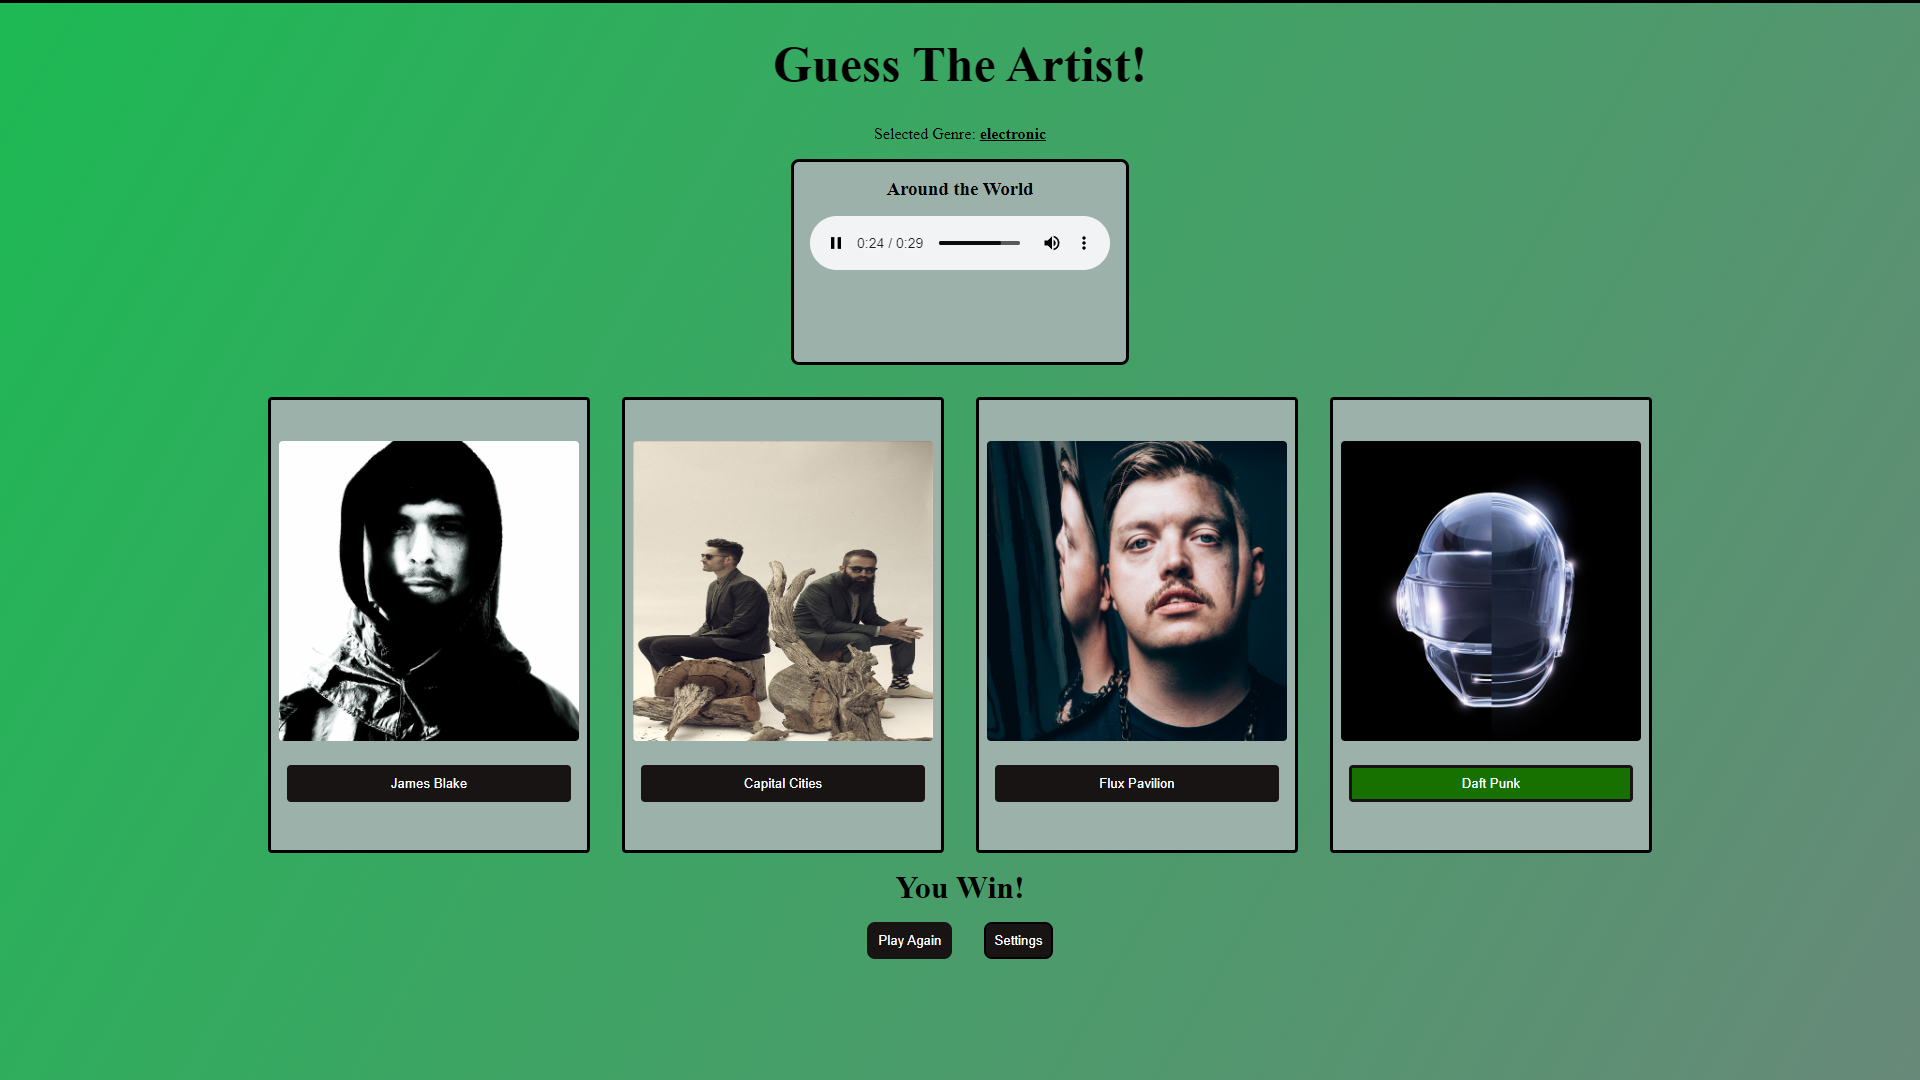 Guess The Artist!
Selected Genre: electronic
Around the World
0:24 / 0:29
James Blake
Capital Cities
Flux Pavilion
Daft Punk
You Win!
Play Again
Settings